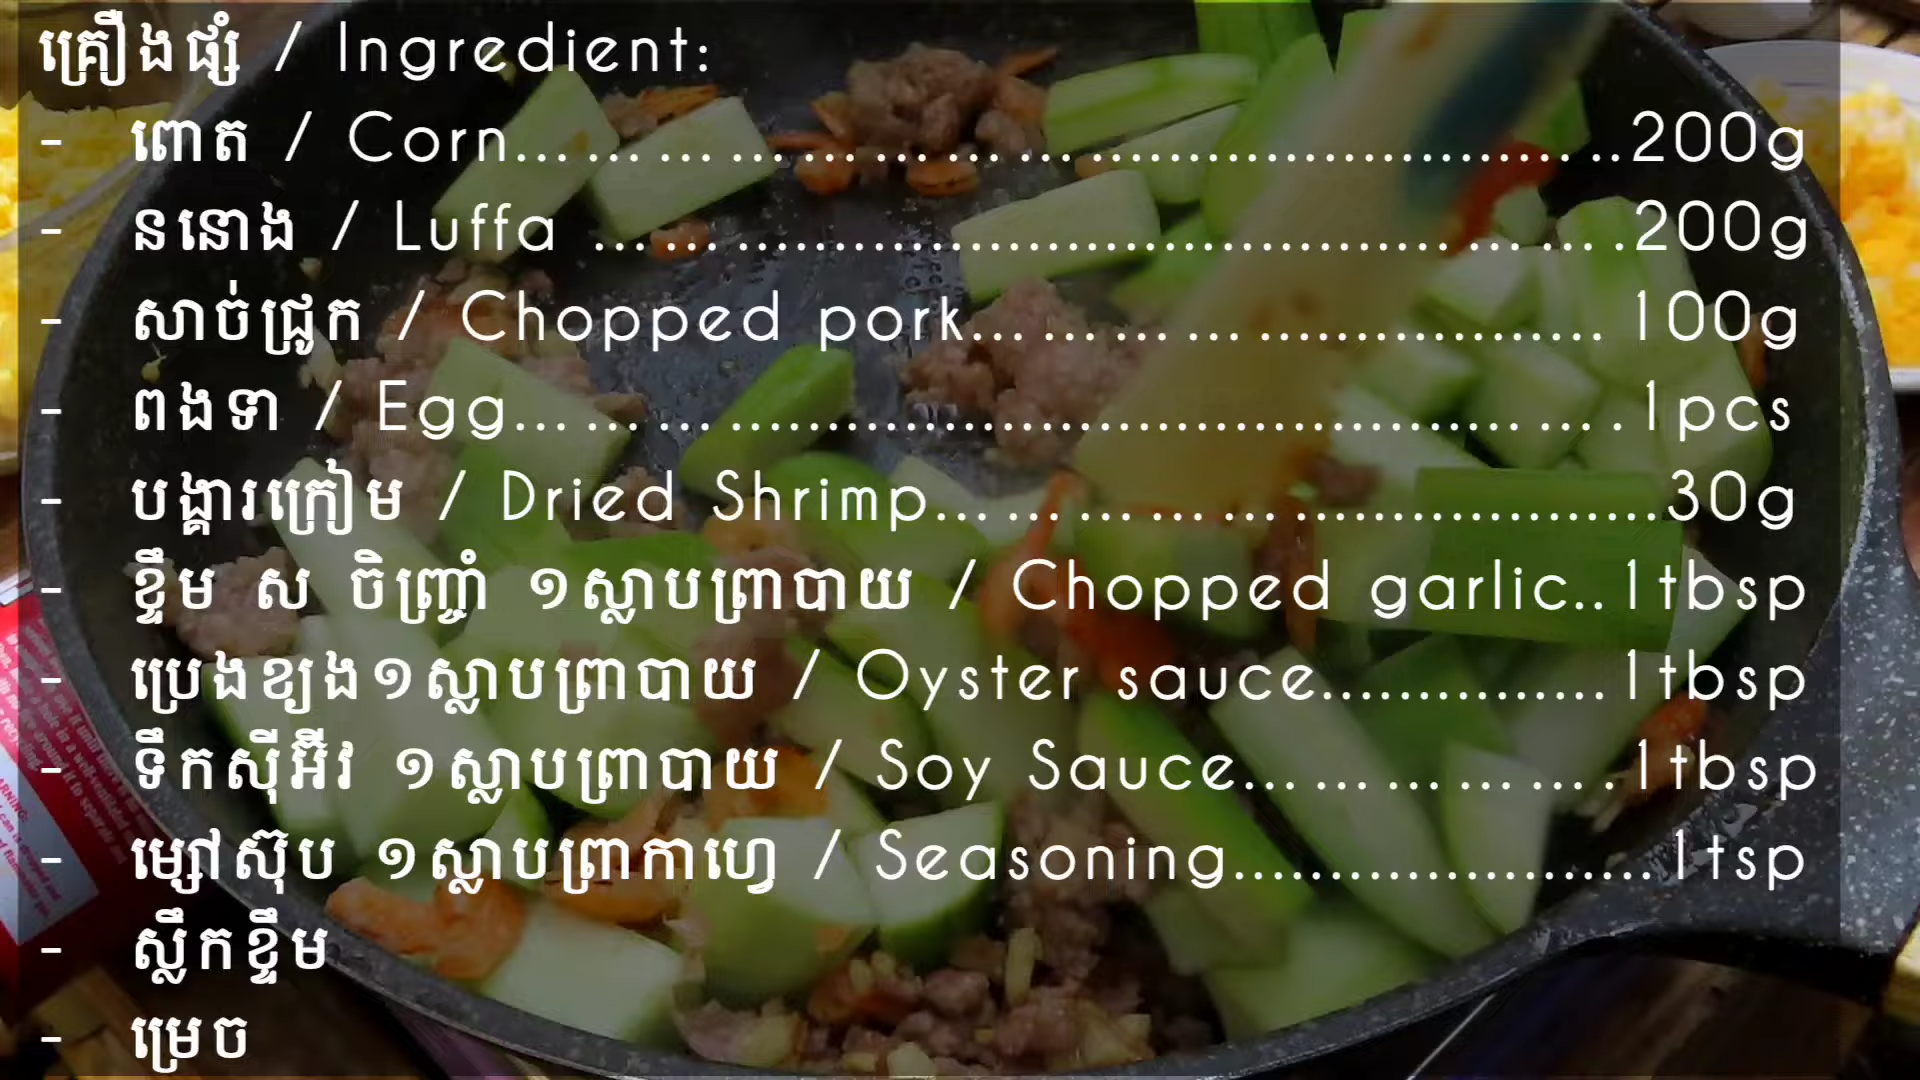 គ្រឿងផ្សំ / Ingredient:
- ពោត / Corn.................................................200g
- ននោង / Luffa .................................................200g
- សាច់ជ្រូក / Chopped pork................................. 100g
- ពងទា / Egg.................................................1pcs
- បង្គារក្រៀម / Dried Shrimp.................................30g
- ខ្ទឹម ស ចិញ្ច្រាំ ១ស្លាបព្រាបាយ / Chopped garlic..1tbsp
- ប្រេងខ្យង១ស្លាបព្រាបាយ / Oyster sauce...............1tbsp
- ទឹកស៊ីអ៊ីវ ១ស្លាបព្រាបាយ / Soy Sauce................1tbsp
- ម្សៅស៊ុប ១ស្លាបព្រាកាហ្វេ / Seasoning......................1tsp
- ស្លឹកខ្ទឹម
- ម្រេច